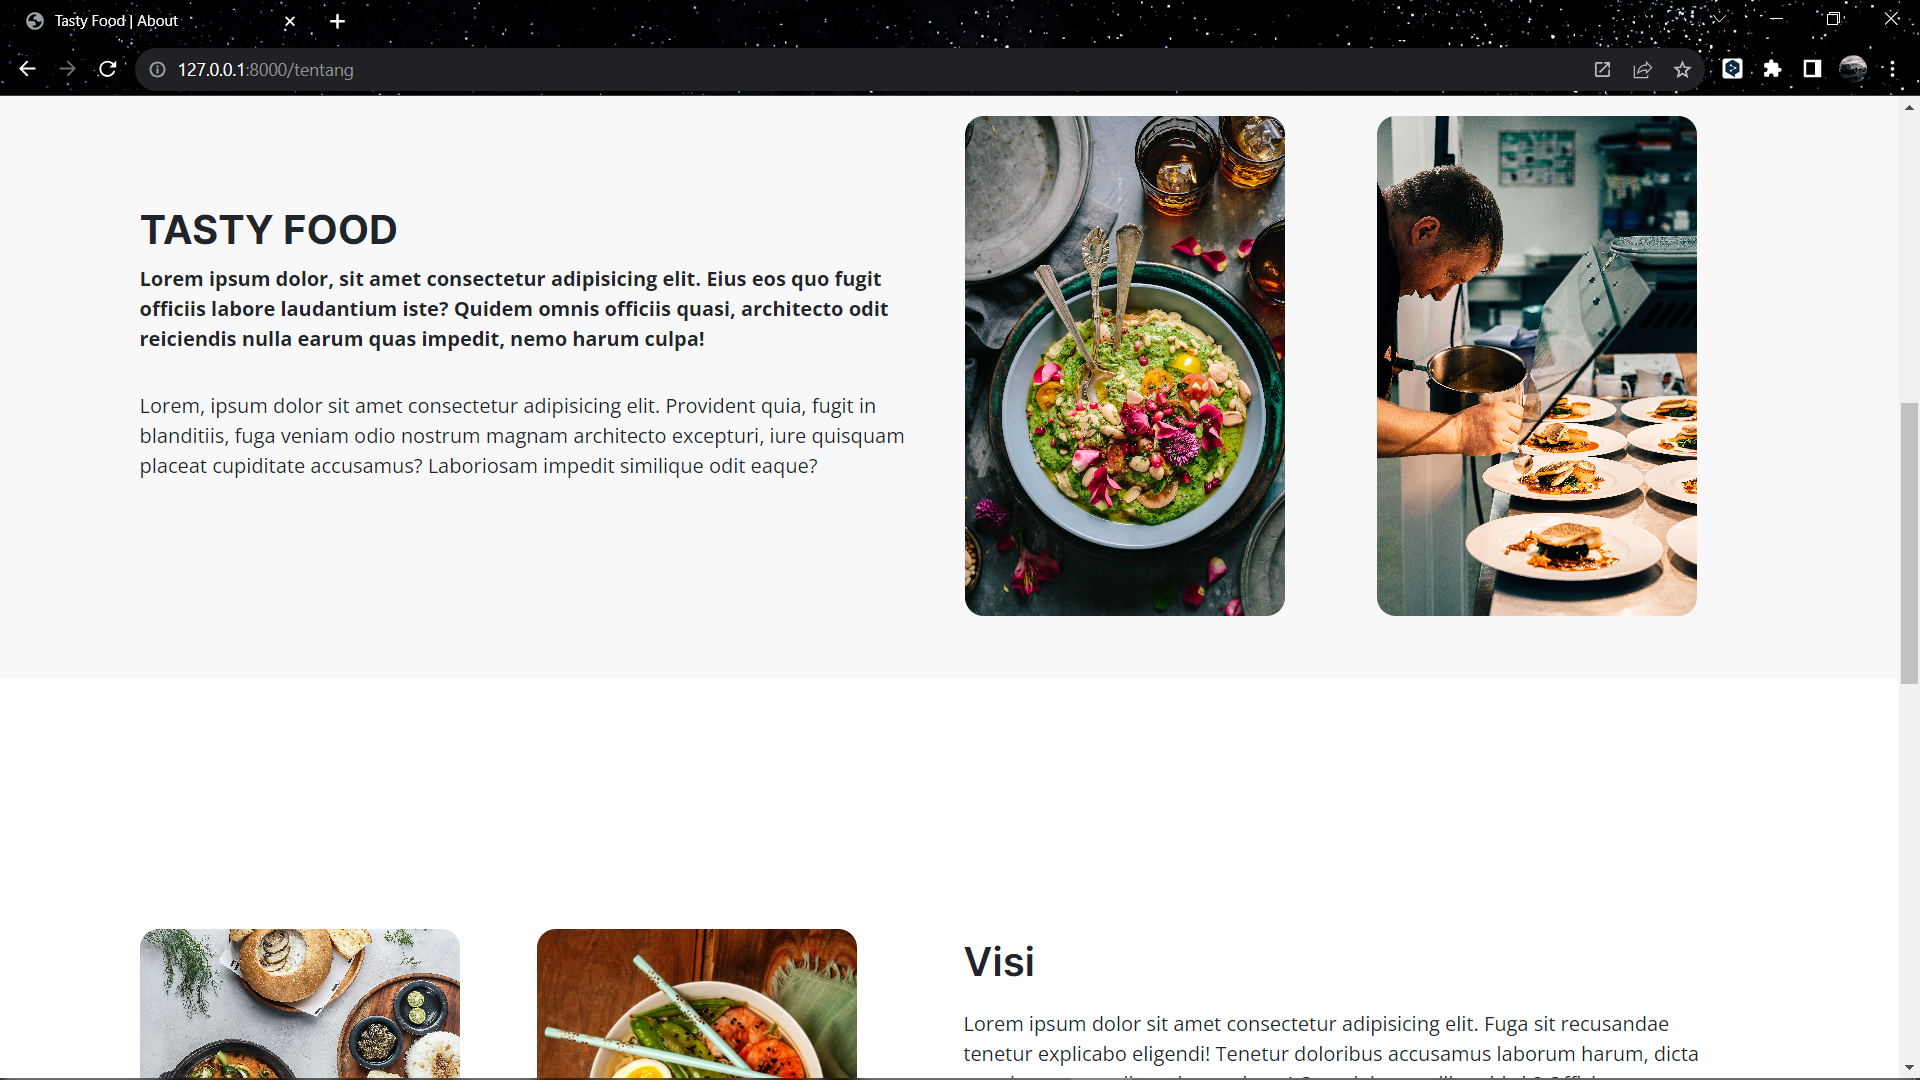 Tasty Food | About
127.0.0.1:8000/tentang
TASTY FOOD
Lorem ipsum dolor, sit amet consectetur adipisicing elit. Eius eos quo fugit
officiis labore laudantium iste? Quidem omnis officiis quasi, architecto odit
reiciendis nulla earum quas impedit, nemo harum culpa!
Lorem, ipsum dolor sit amet consectetur adipisicing elit. Provident quia, fugit in
blanditiis, fuga veniam odio nostrum magnam architecto excepturi, iure quisquam
placeat cupiditate accusamus? Laboriosam impedit similique odit eaque?
Visi
Lorem ipsum dolor sit amet consectetur adipisicing elit. Fuga sit recusandae
tenetur explicabo eligendi! Tenetur doloribus accusamus laborum harum, dicta